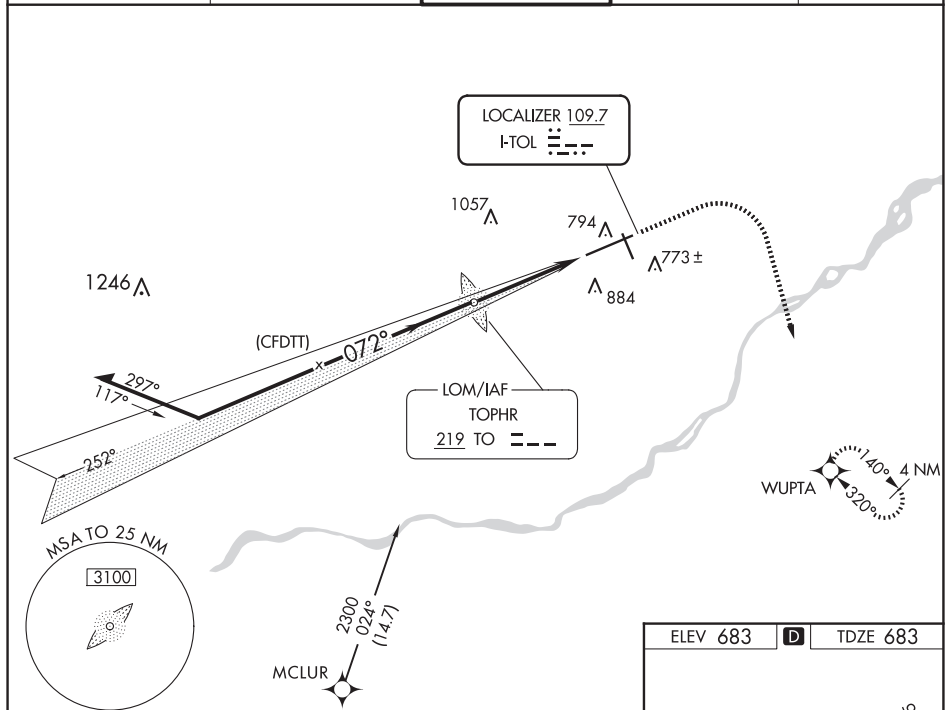 LOCALIZER 109.7
I-TOL
1057
794
773 ±
884
1246
(CFDTT)
072°
297°
117°
252°
LOM/IAF
TOPHR
219 TO
140°
4 NM
320°
WUPTA
MSA TO 25 NM
3100
2300
024°
(14.7)
MCLUR
ELEV 683 D TDZE 683